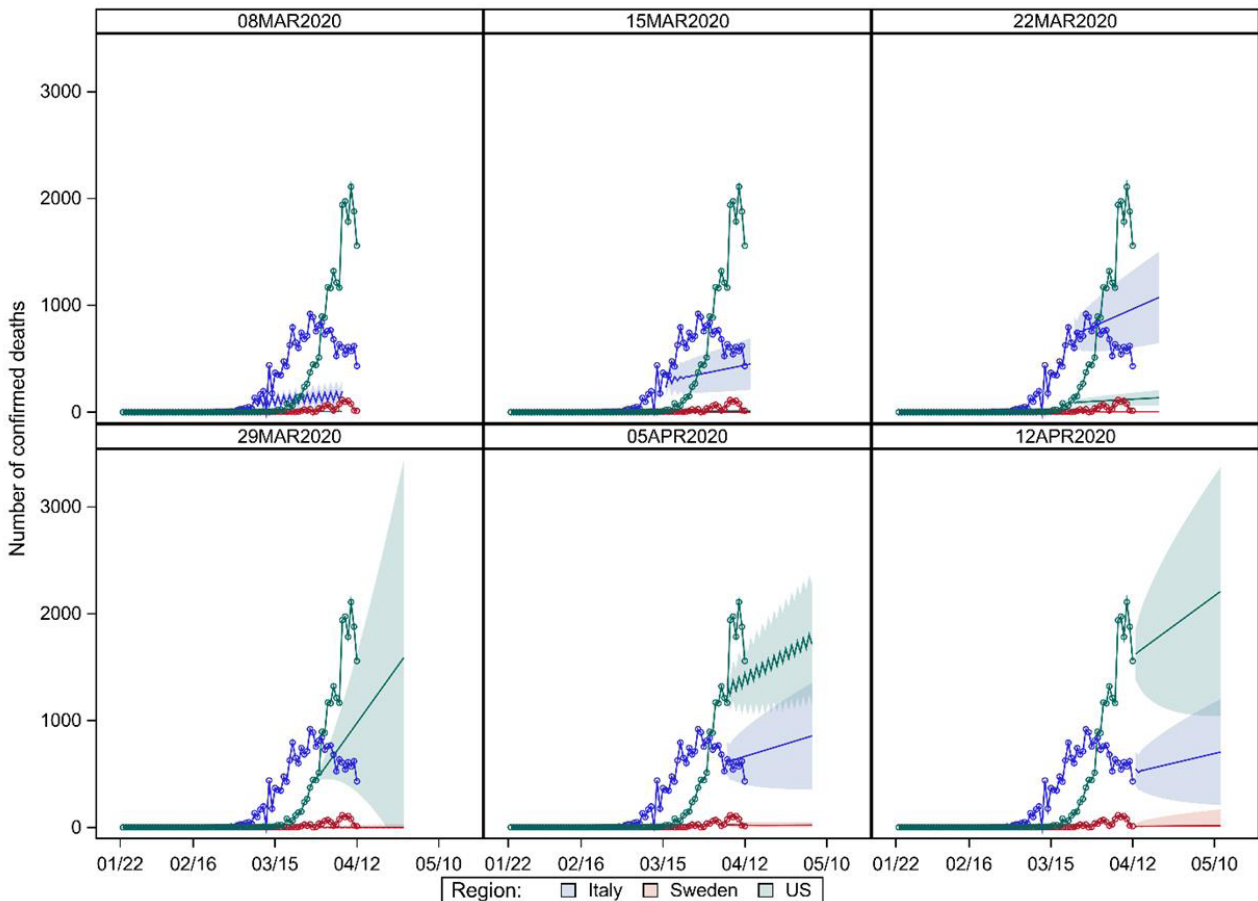 08MAR2020 15MAR2020 22MAR2020
3000
2000
1000
0
29MAR2020 05APR2020 12APR2020
3000
2000
1000
0
Number of confirmed deaths
01/22 02/16 03/15 04/12 05/10 01/22 02/16 03/15 04/12 05/10 01/22 02/16 03/15 04/12 05/10
Region: Italy Sweden US